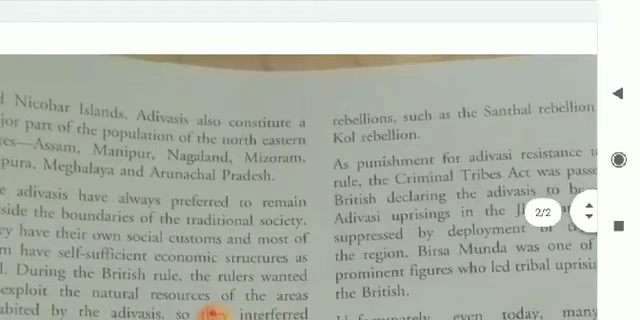 Nicobar Islands. Adivasis also constitute a
part of the population of the north eastern
Assam, Manipur, Nagaland, Mizoram,
Meghalaya and Arunachal Pradesh.
adivasis have always preferred to remain
the boundaries of the traditional society.
have their own social customs and most of
have self-sufficient economic structures as
During the British rule, the rulers wanted
exploit the natural resources of the areas
by the adivasis, so they interfered
rebellions, such as the Santhal rebellion
Kol rebellion.
As punishment for adivasi resistance
rule, the Criminal Tribes Act was
British declaring the adivasis to
Adivasi uprisings in the
suppressed by deployment of
the region. Birsa Munda was one of
prominent figures who led tribal
the British.
even today, many
2/2